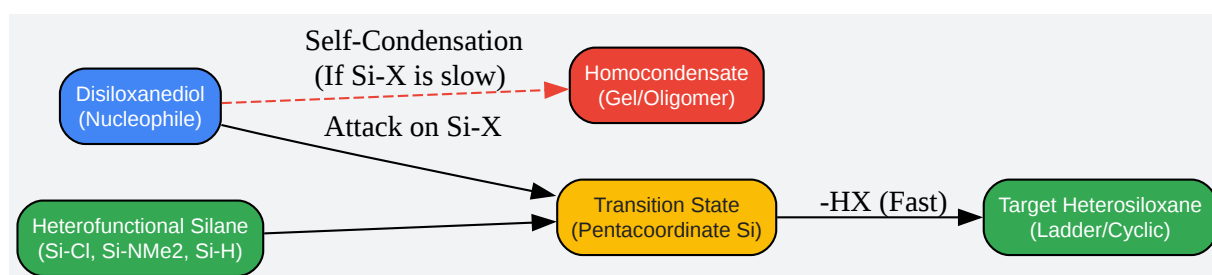 Self-Condensation
(If Si-X is slow)
Disiloxanediol
(Nucleophile)
Homocondensate
(Gel/Oligomer)
Attack on Si-X
Heterofunctional Silane
(Si-Cl, Si-NMe2, Si-H)
Transition State
(Pentacoordinate Si)
-HX (Fast)
Target Heterosiloxane
(Ladder/Cyclic)